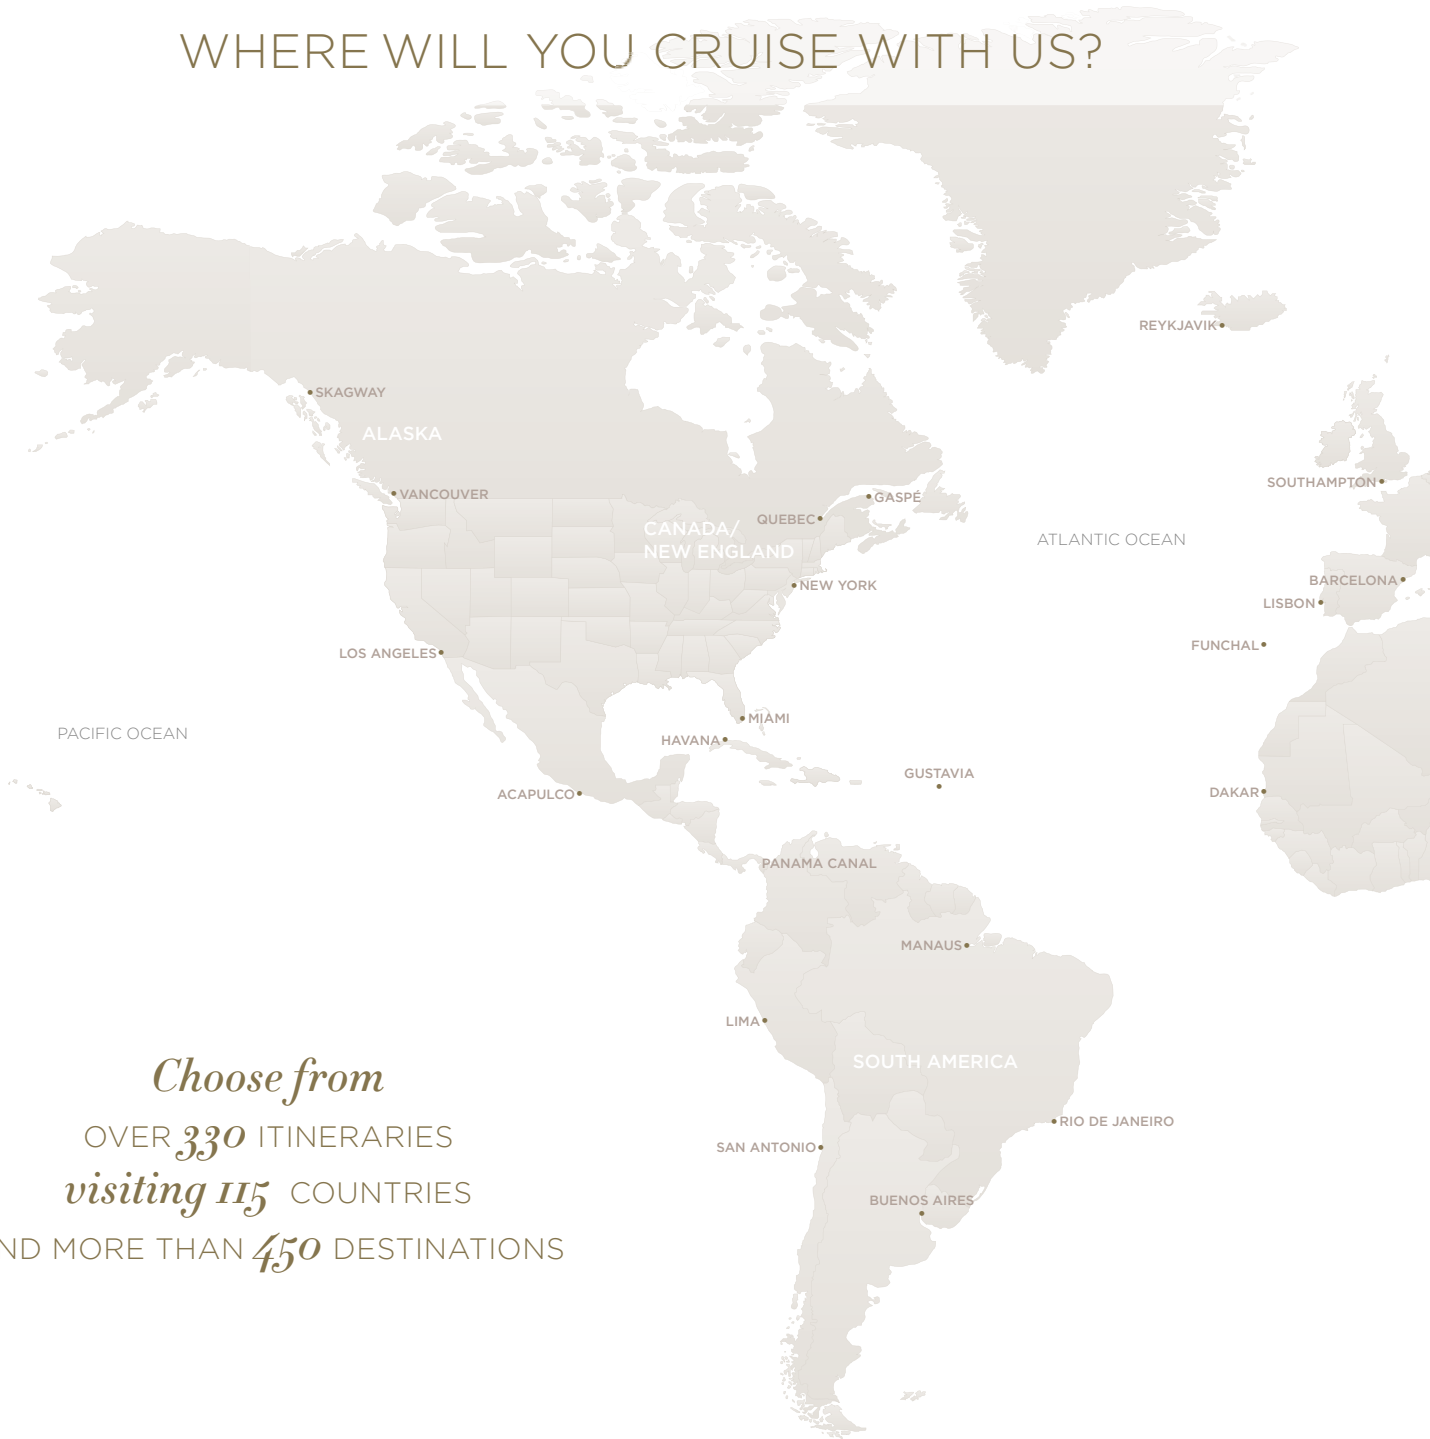 WHERE WILL YOU CRUISE WITH US?
REYKJAVIK
SKAGWAY
ALASKA
SOUTHAMPTON
VANCOUVER
GASPÉ
QUEBEC
CANADA/
NEW ENGLAND
ATLANTIC OCEAN
BARCELONA
NEW YORK
LISBON
FUNCHAL
LOS ANGELES
MIAMI
PACIFIC OCEAN
HAVANA
GUSTAVIA
ACAPULCO
DAKAR
PANAMA CANAL
MANAUS
LIMA
SOUTH AMERICA
RIO DE JANEIRO
SAN ANTONIO
BUENOS AIRES
Choose from
OVER 330 ITINERARIES
visiting 115 COUNTRIES
ND MORE THAN 450 DESTINATIONS